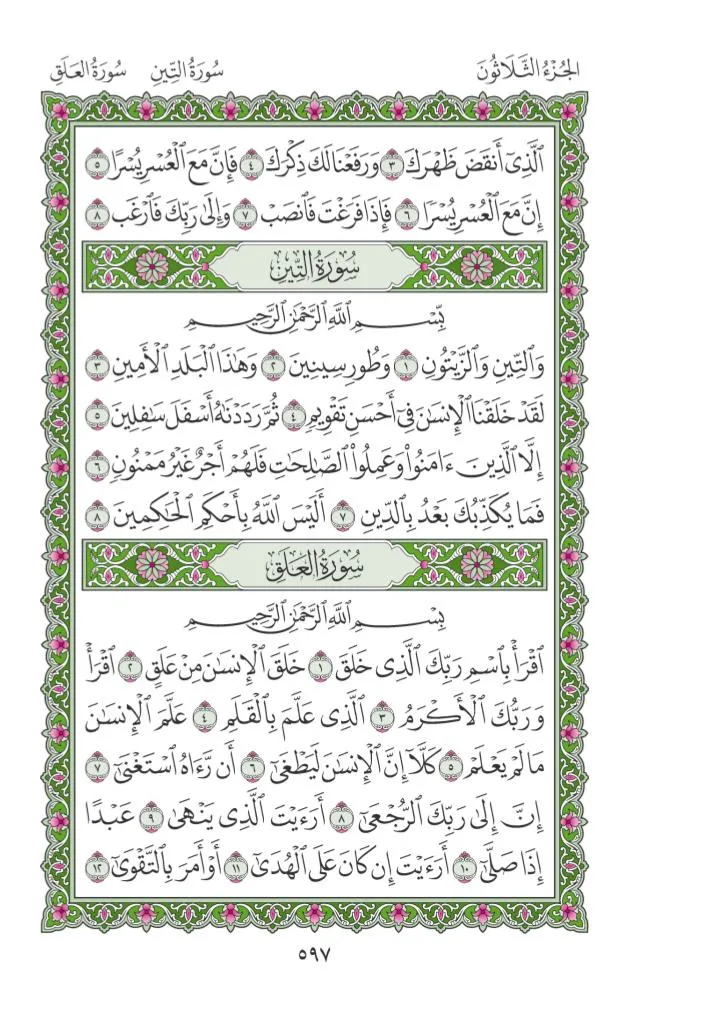 الجُزْءُ الثَّلَاثُونَ
سُورَةُ التِّينِ سُورَةُ العَلَقِ
ٱلَّذِىٓ أَنقَضَ ظَهْرَكَ ٣ وَرَفَعْنَا لَكَ ذِكْرَكَ ٤ فَإِنَّ مَعَ ٱلْعُسْرِ يُسْرًا ٥
إِنَّ مَعَ ٱلْعُسْرِ يُسْرًا ٦ فَإِذَا فَرَغْتَ فَٱنصَبْ ٧ وَإِلَىٰ رَبِّكَ فَٱرْغَب ٨
سُورَةُ التِّينِ
بِّسْمِ ٱللَّهِ ٱلرَّحْمَٰنِ ٱلرَّحِيمِ
وَٱلتِّينِ وَٱلزَّيْتُونِ ١ وَطُورِ سِينِينَ ٢ وَهَٰذَا ٱلْبَلَدِ ٱلْأَمِينِ ٣
لَقَدْ خَلَقْنَا ٱلْإِنسَٰنَ فِىٓ أَحْسَنِ تَقْوِيمٍ ٤ ثُمَّ رَدَدْنَٰهُ أَسْفَلَ سَٰفِلِينَ ٥
إِلَّا ٱلَّذِينَ ءَامَنُوا۟ وَعَمِلُوا۟ ٱلصَّٰلِحَٰتِ فَلَهُمْ أَجْرٌ غَيْرُ مَمْنُونٍ ٦
فَمَا يُكَذِّبُكَ بَعْدُ بِٱلدِّينِ ٧ أَلَيْسَ ٱللَّهُ بِأَحْكَمِ ٱلْحَٰكِمِينَ ٨
سُورَةُ العَلَقِ
بِسْمِ ٱللَّهِ ٱلرَّحْمَٰنِ ٱلرَّحِيمِ
ٱقْرَأْ بِٱسْمِ رَبِّكَ ٱلَّذِى خَلَقَ ١ خَلَقَ ٱلْإِنسَٰنَ مِنْ عَلَقٍ ٢ ٱقْرَأْ
وَرَبُّكَ ٱلْأَكْرَمُ ٣ ٱلَّذِى عَلَّمَ بِٱلْقَلَمِ ٤ عَلَّمَ ٱلْإِنسَٰنَ
مَا لَمْ يَعْلَمْ ٥ كَلَّآ إِنَّ ٱلْإِنسَٰنَ لَيَطْغَىٰٓ ٦ أَن رَّءَاهُ ٱسْتَغْنَىٰٓ ٧
إِنَّ إِلَىٰ رَبِّكَ ٱلرُّجْعَىٰٓ ٨ أَرَءَيْتَ ٱلَّذِى يَنْهَىٰ ٩ عَبْدًا
إِذَا صَلَّىٰٓ ١٠ أَرَءَيْتَ إِن كَانَ عَلَى ٱلْهُدَىٰٓ ١١ أَوْ أَمَرَ بِٱلتَّقْوَىٰٓ ١٢
٥٩٧